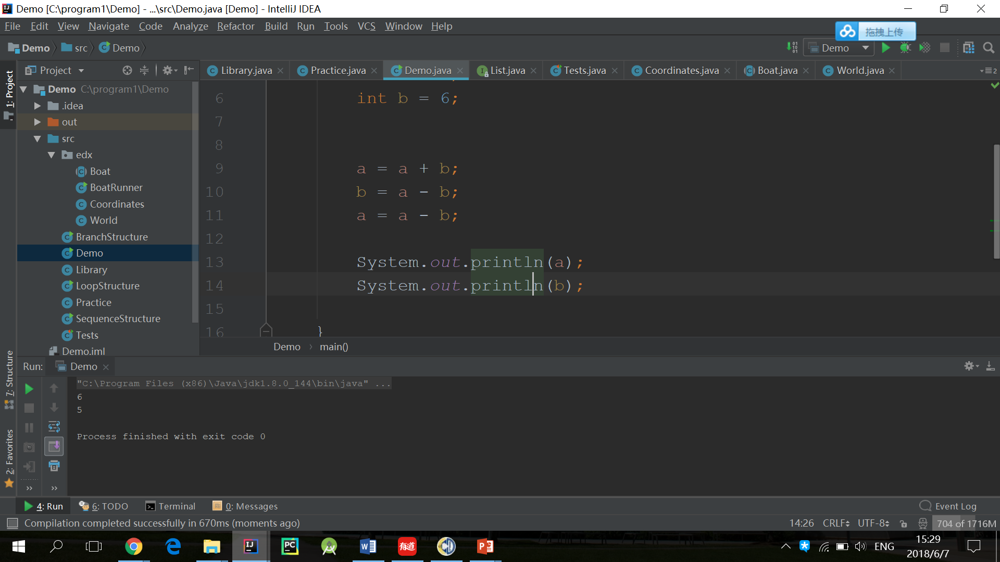 Demo [C:\program1\Demo] - ...\src\Demo.java [Demo] - IntelliJ IDEA
File Edit View Navigate Code Analyze Refactor Build Run Tools VCS Window Help
拖拽上传
Demo src Demo
Demo
Project
Library.java Practice.java Demo.java List.java Tests.java Coordinates.java Boat.java World.java
2
1: Project
7: Structure
2: Favorites
Demo C:\program1\Demo
.idea
out
src
edx
Boat
BoatRunner
Coordinates
World
BranchStructure
Demo
Library
LoopStructure
Practice
SequenceStructure
Tests
Demo.iml
6 int b = 6;
7
8
9 a = a + b;
10 b = a - b;
11 a = a - b;
12
13 System.out.println(a);
14 System.out.println(b);
15
16 }
Demo main()
Run: Demo
"C:\Program Files (x86)\Java\jdk1.8.0_144\bin\java" ...
6
5
Process finished with exit code 0
4: Run 6: TODO Terminal 0: Messages Event Log
Compilation completed successfully in 670ms (moments ago)
14:26 CRLF UTF-8 704 of 1716M
ENG
15:29
2018/6/7
有道